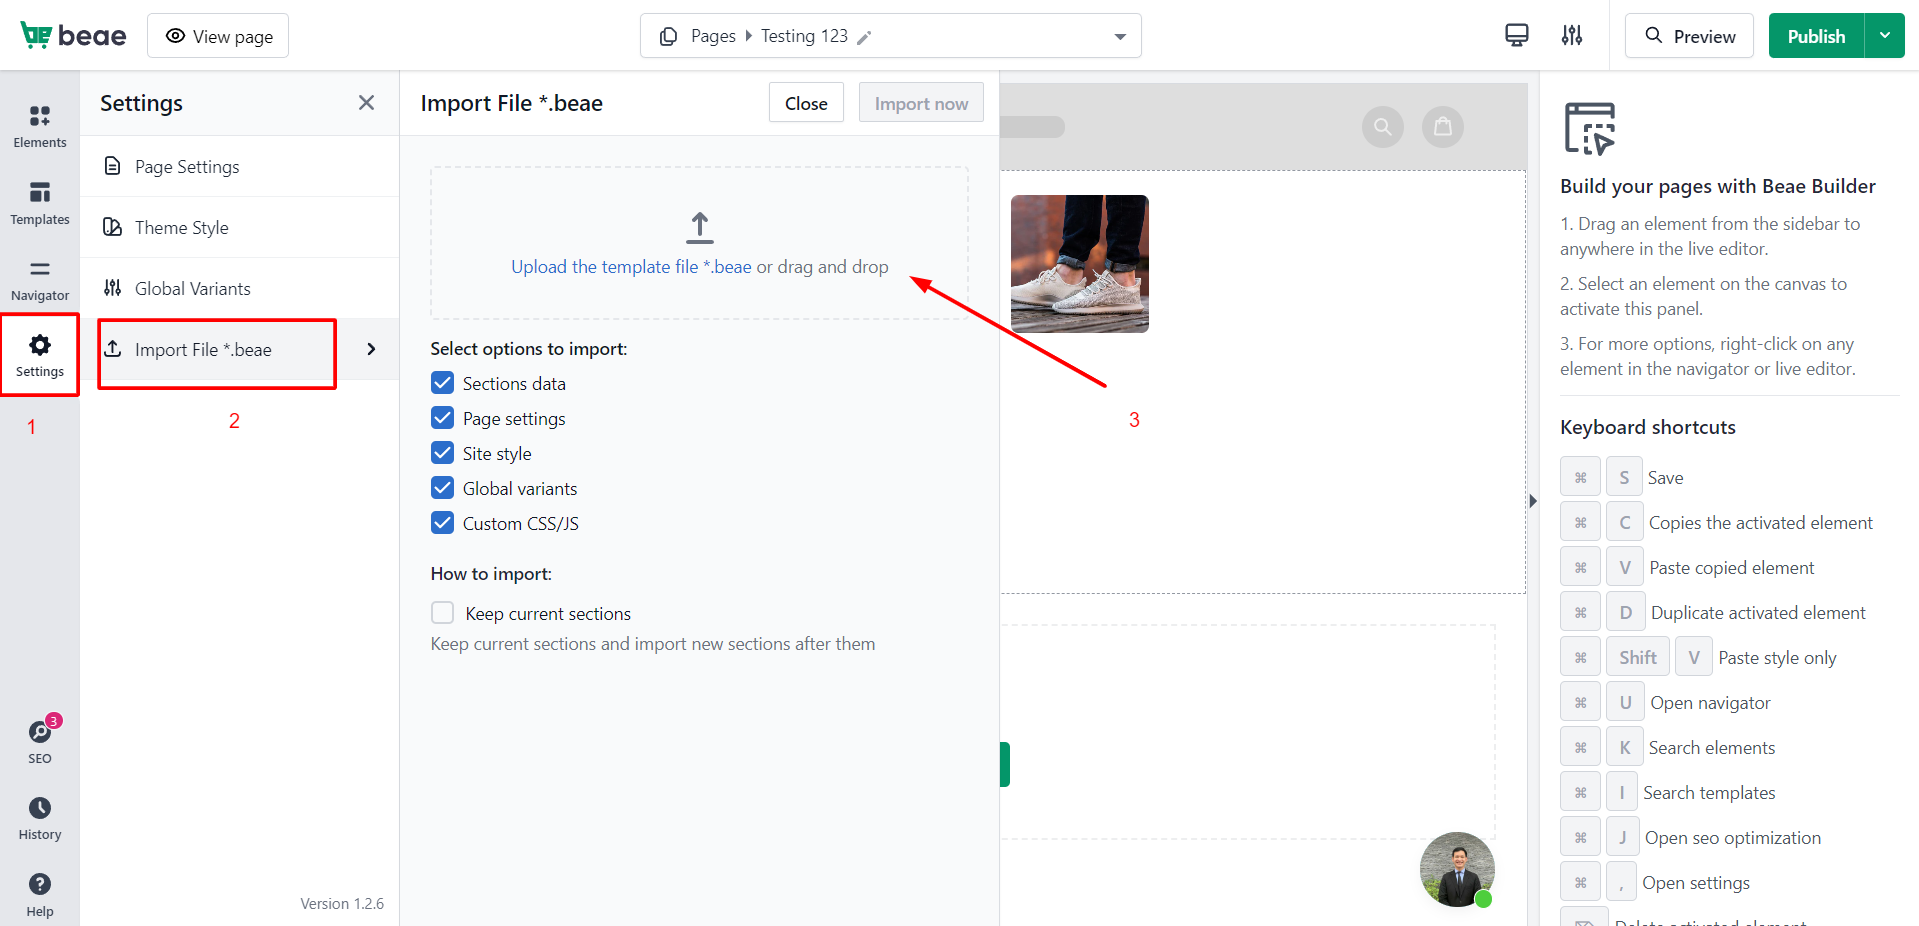 beae
View page
Pages
Testing 123
Preview
Publish
Elements
Templates
Navigator
Settings
1
3
SEO
History
Help
Settings
Page Settings
Theme Style
Global Variants
Import File *.beae
2
Version 1.2.6
Import File *.beae
Close
Import now
Upload the template file *.beae or drag and drop
3
Select options to import:
Sections data
Page settings
Site style
Global variants
Custom CSS/JS
How to import:
Keep current sections
Keep current sections and import new sections after them
Build your pages with Beae Builder
1. Drag an element from the sidebar to
anywhere in the live editor.
2. Select an element on the canvas to
activate this panel.
3. For more options, right-click on any
element in the navigator or live editor.
Keyboard shortcuts
⌘ S Save
⌘ C Copies the activated element
⌘ V Paste copied element
⌘ D Duplicate activated element
⌘ Shift V Paste style only
⌘ U Open navigator
⌘ K Search elements
⌘ I Search templates
⌘ J Open seo optimization
⌘ , Open settings
Delete activated element